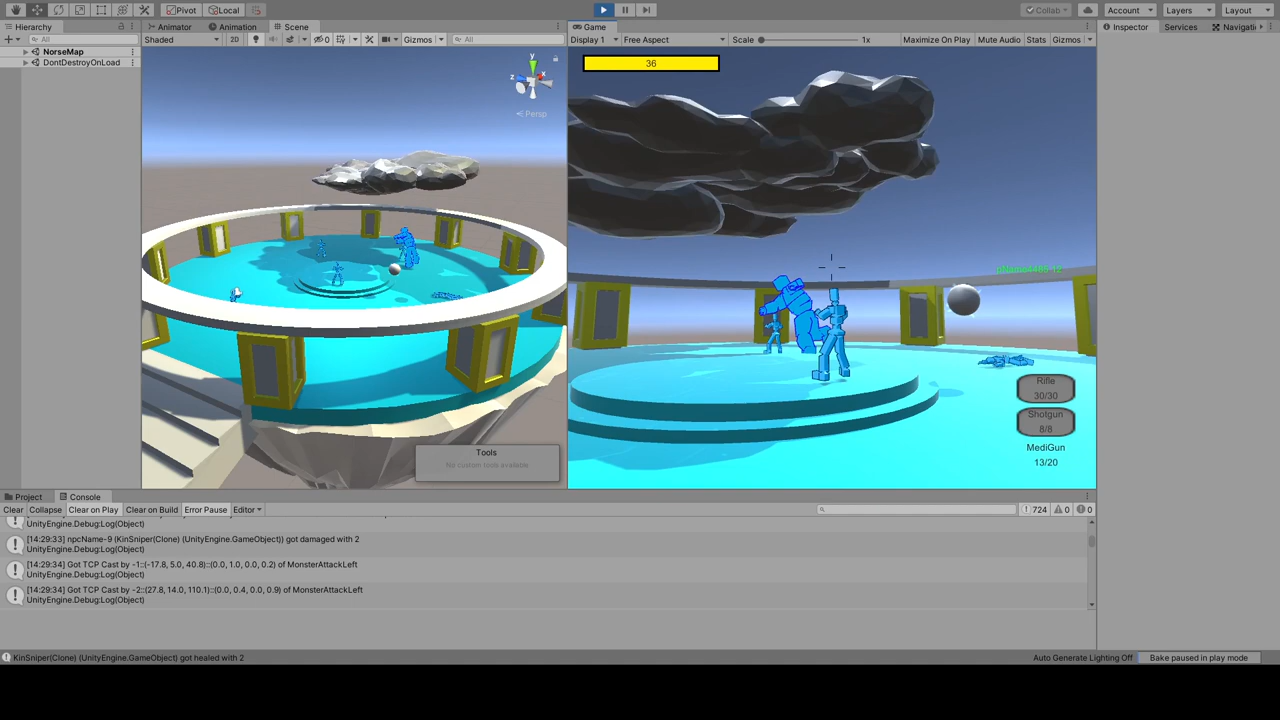 Pivot
Local
Collab
Account
Layers
Layout
Hierarchy
Animator
Animation
Scene
Game
Inspector
Services
Navigati
All
Shaded
2D
0
Gizmos
All
Display 1
Free Aspect
Scale
1x
Maximize On Play
Mute Audio
Stats
Gizmos
NorseMap
DontDestroyOnLoad
y
z
x
Persp
36
Rifle
30/30
Shotgun
8/8
MediGun
13/20
Tools
No custom tools available
Project
Console
Clear
Collapse
Clear on Play
Clear on Build
Error Pause
Editor
724
0
0
UnityEngine.Debug:Log(Object)
[14:29:33] npcName-9 (KinSniper(Clone) (UnityEngine.GameObject)) got damaged with 2
UnityEngine.Debug:Log(Object)
[14:29:34] Got TCP Cast by -1::(-17.8, 5.0, 40.8)::(0.0, 1.0, 0.0, 0.2) of MonsterAttackLeft
UnityEngine.Debug:Log(Object)
[14:29:34] Got TCP Cast by -2::(27.8, 14.0, 110.1)::(0.0, 0.4, 0.0, 0.9) of MonsterAttackLeft
UnityEngine.Debug:Log(Object)
KinSniper(Clone) (UnityEngine.GameObject) got healed with 2
Auto Generate Lighting Off
Bake paused in play mode